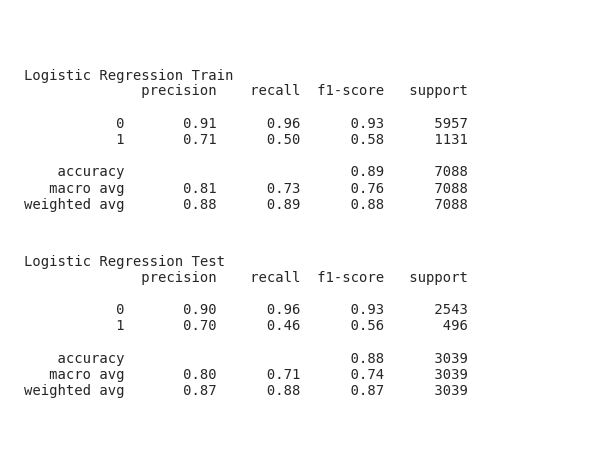 Logistic Regression Train
              precision    recall  f1-score   support

           0       0.91      0.96      0.93      5957
           1       0.71      0.50      0.58      1131

    accuracy                           0.89      7088
   macro avg       0.81      0.73      0.76      7088
weighted avg       0.88      0.89      0.88      7088

Logistic Regression Test
              precision    recall  f1-score   support

           0       0.90      0.96      0.93      2543
           1       0.70      0.46      0.56       496

    accuracy                           0.88      3039
   macro avg       0.80      0.71      0.74      3039
weighted avg       0.87      0.88      0.87      3039